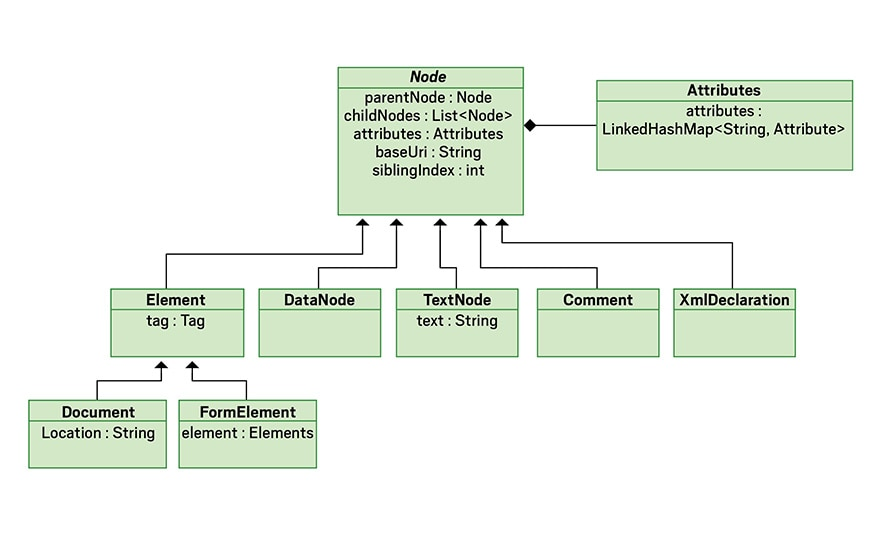 Node
parentNode : Node
childNodes : List<Node>
attributes : Attributes
baseUri : String
siblingIndex : int
Attributes
attributes :
LinkedHashMap<String, Attribute>
Element
tag : Tag
DataNode
TextNode
text : String
Comment
XmlDeclaration
Document
Location : String
FormElement
element : Elements